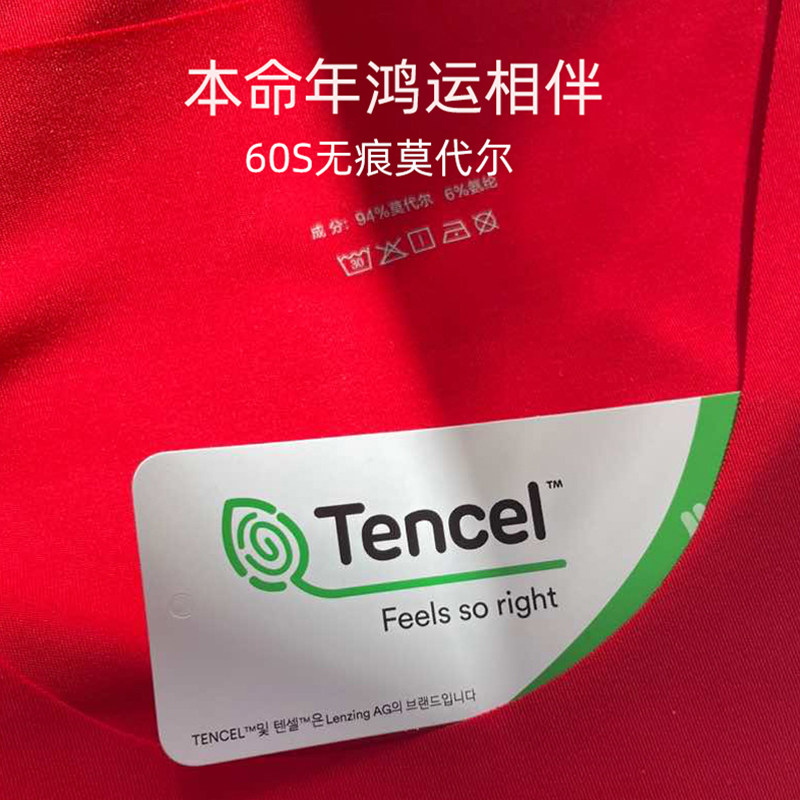 本命年鸿运相伴
60S无痕莫代尔
成分: 94%莫代尔 6%氨纶
30
Tencel™
Feels so right
TENCEL™및 텐셀™은 Lenzing AG의 브랜드입니다